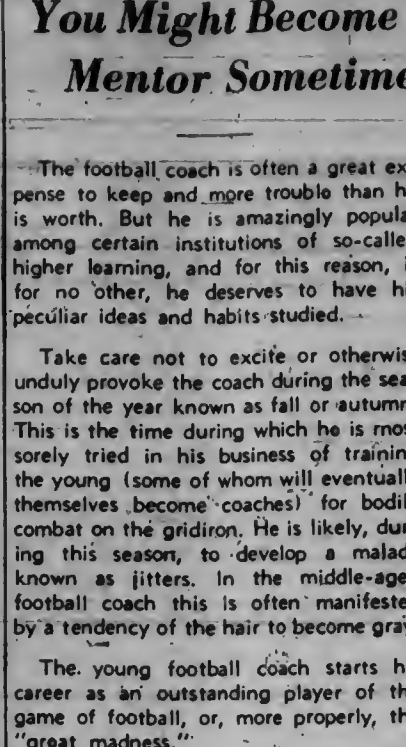 You Might Become
Mentor Sometime
The football coach is often a great ex
pense to keep and more trouble than h
is worth. But he is amazingly popula
among certain institutions of so-calle
higher learning, and for this reason, i
for no other, he deserves to have hi
peculiar ideas and habits studied.
Take care not to excite or otherwis
unduly provoke the coach during the sea
son of the year known as fall or autumn
This is the time during which he is mos
sorely tried in his business of trainin
the young (some of whom will eventuall
themselves become coaches) for bodil
combat on the gridiron. He is likely, dur
ing this season, to develop a malad
known as jitters. In the middle-age
football coach this is often manifeste
by a tendency of the hair to become gray
The young football coach starts h
career as an outstanding player of th
game of football, or, more properly, th
"great madness."